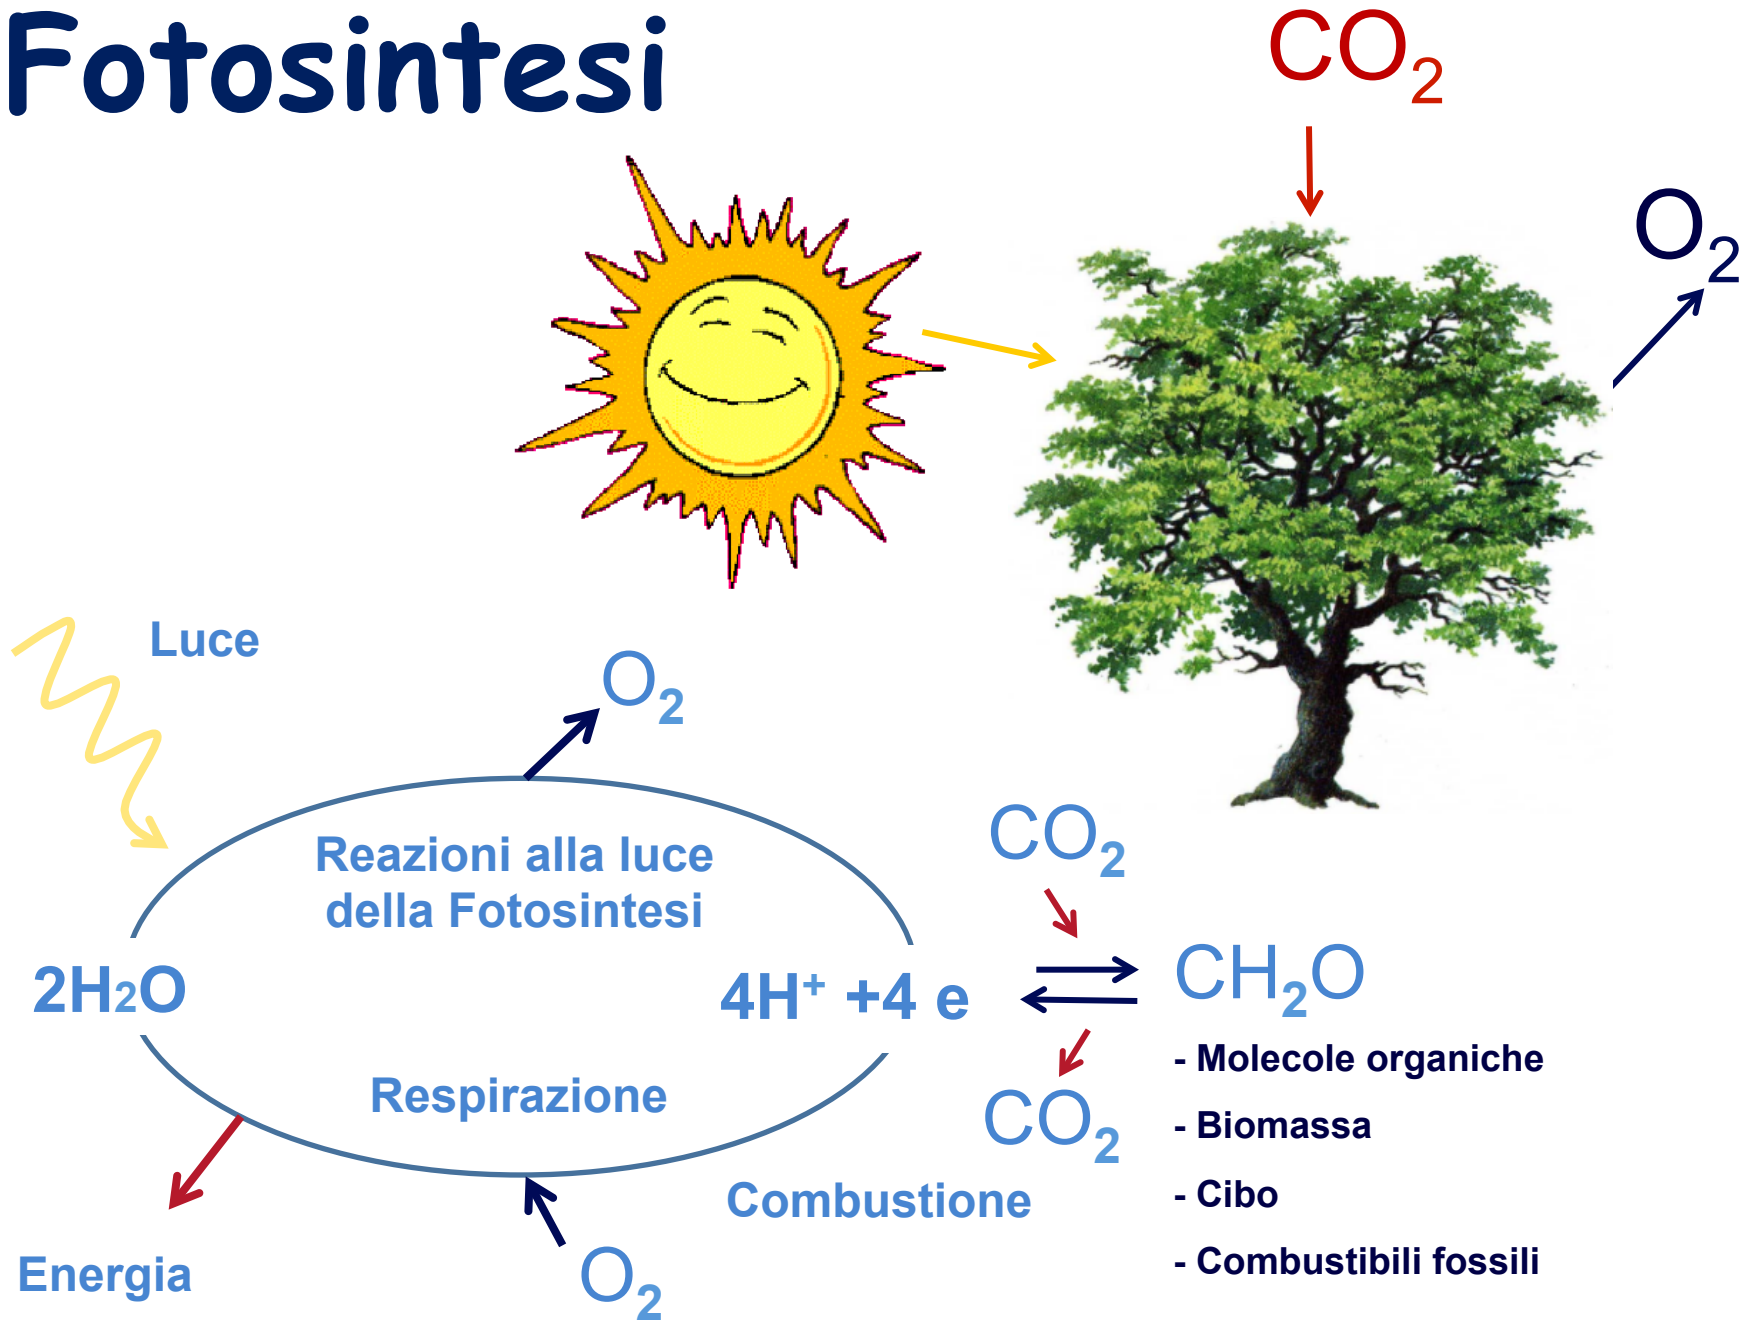 Fotosintesi
CO₂
O₂
Luce
O₂
Reazioni alla luce
della Fotosintesi
CO₂
2H₂O
4H⁺ +4 e
CH₂O
Respirazione
CO₂
- Molecole organiche
- Biomassa
- Cibo
- Combustibili fossili
Combustione
Energia
O₂